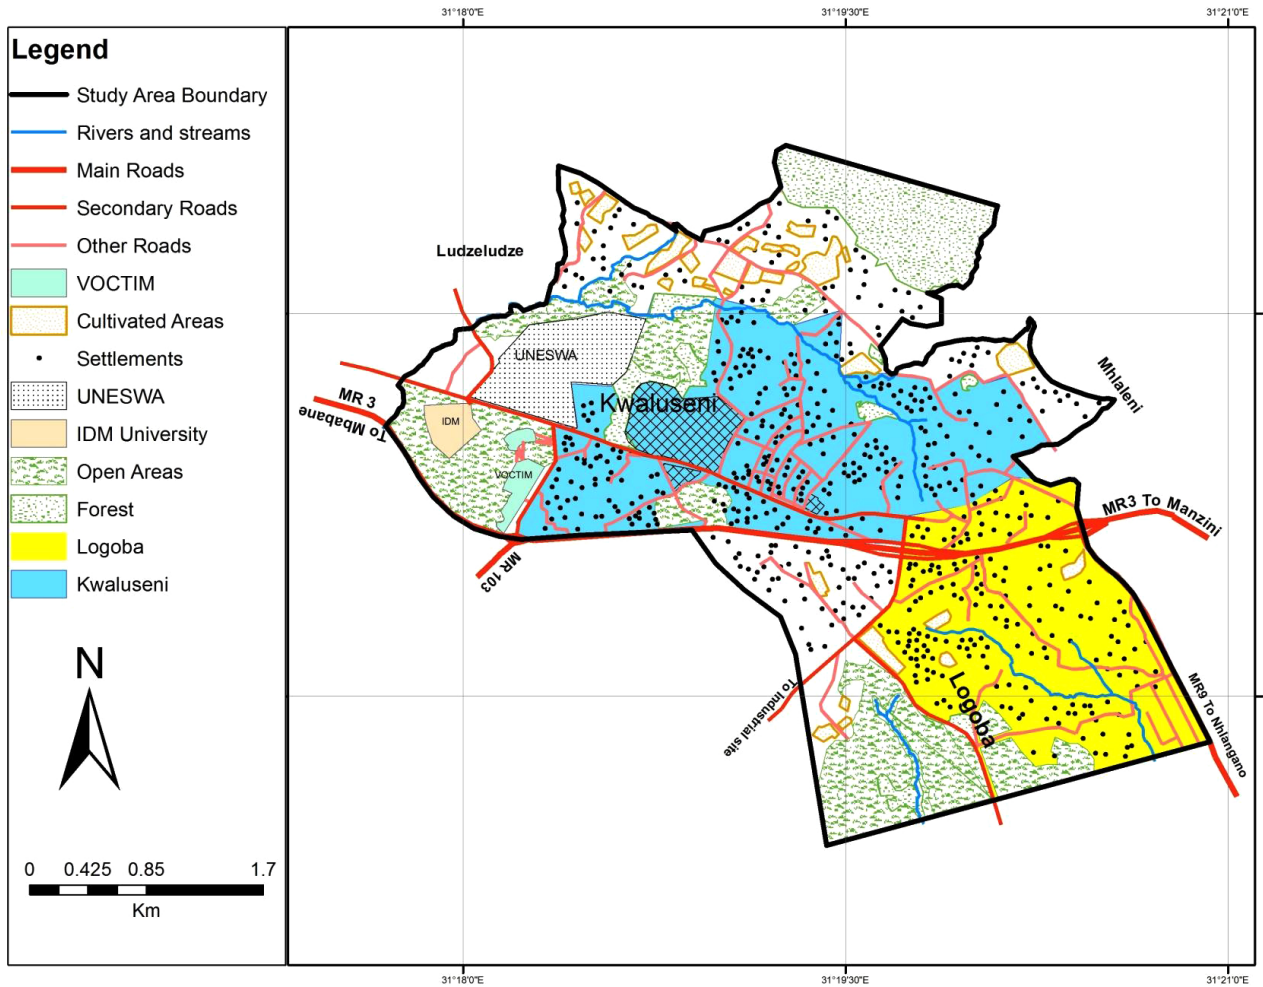 31°18'0"E
31°19'30"E
31°21'0"E
Legend
Study Area Boundary
Rivers and streams
Main Roads
Secondary Roads
Other Roads
VOCTIM
Cultivated Areas
Settlements
UNESWA
IDM University
Open Areas
Forest
Logoba
Kwaluseni
N
0 0.425 0.85 1.7
Km
Ludzeludze
UNESWA
Kwaluseni
Mhlaleni
MR 3
To Mbabane
IDM
VOCTIM
MR 103
MR3 To Manzini
To Industrial site
Logoba
MR9 To Nhlangano
31°18'0"E
31°19'30"E
31°21'0"E